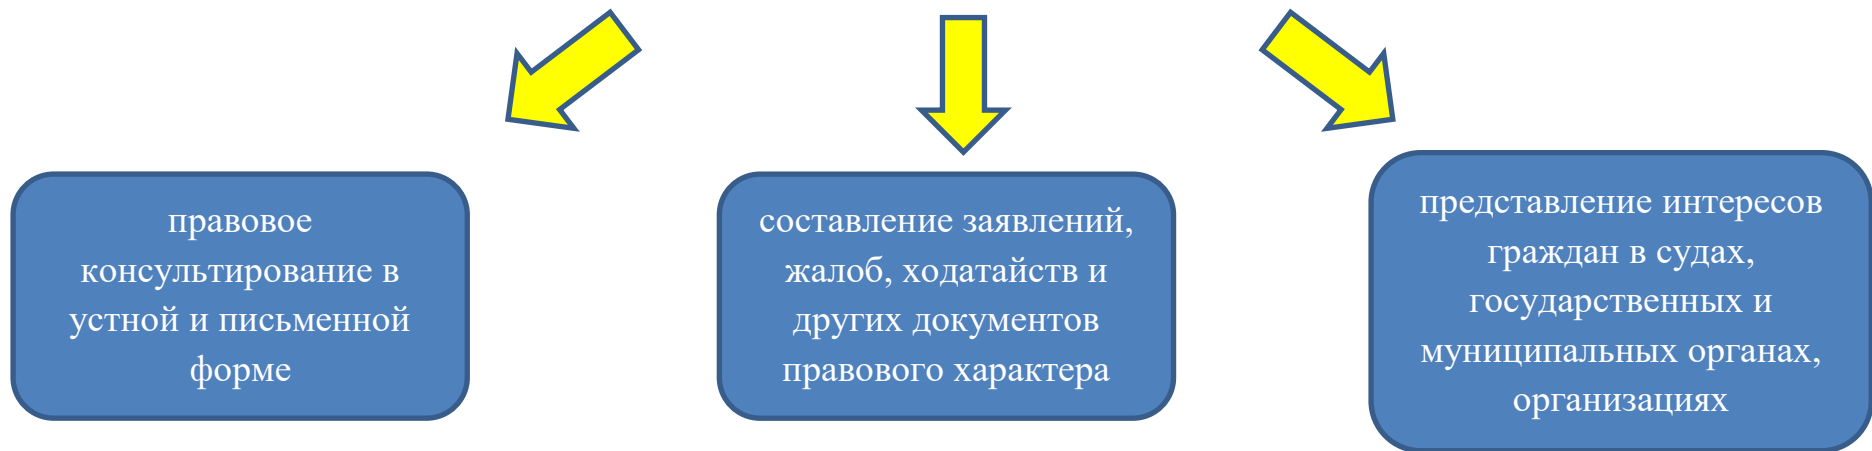 правовое
консультирование в
устной и письменной
форме
составление заявлений,
жалоб, ходатайств и
других документов
правового характера
представление интересов
граждан в судах,
государственных и
муниципальных органах,
организациях